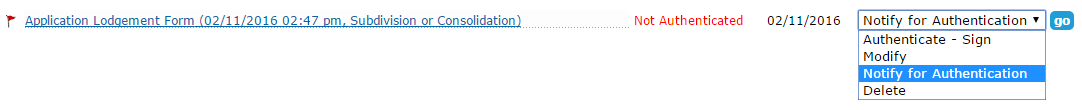 Application Lodgement Form (02/11/2016 02:47 pm, Subdivision or Consolidation) Not Authenticated 02/11/2016 Notify for Authentication go
Authenticate - Sign
Modify
Notify for Authentication
Delete